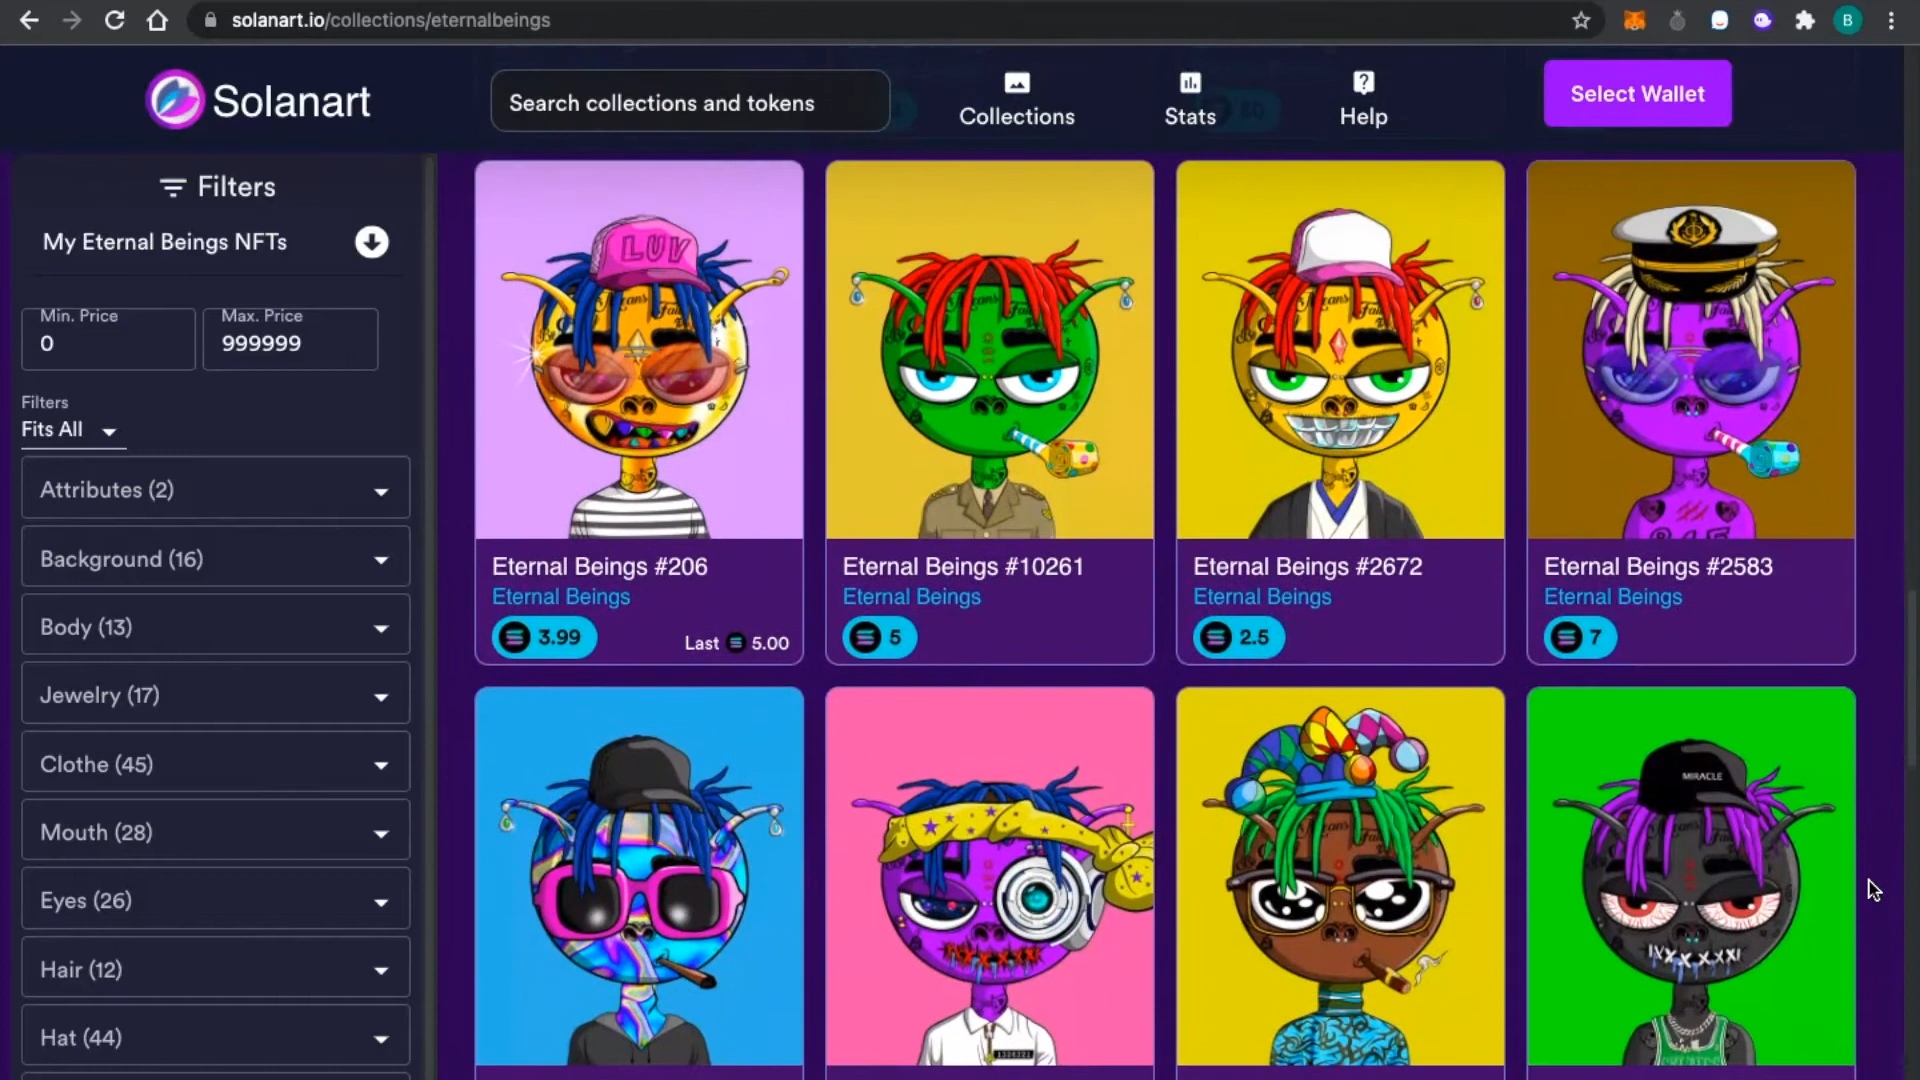 solanart.io/collections/eternalbeings
B
Solanart
Search collections and tokens
Collections
Stats
Help
Select Wallet
Filters
My Eternal Beings NFTs
Min. Price
0
Max. Price
999999
Filters
Fits All
Attributes (2)
Background (16)
Body (13)
Jewelry (17)
Clothe (45)
Mouth (28)
Eyes (26)
Hair (12)
Hat (44)
LUV
Eternal Beings #206
Eternal Beings
3.99
Last 5.00
Eternal Beings #10261
Eternal Beings
5
Eternal Beings #2672
Eternal Beings
2.5
Eternal Beings #2583
Eternal Beings
7
MIRACLE